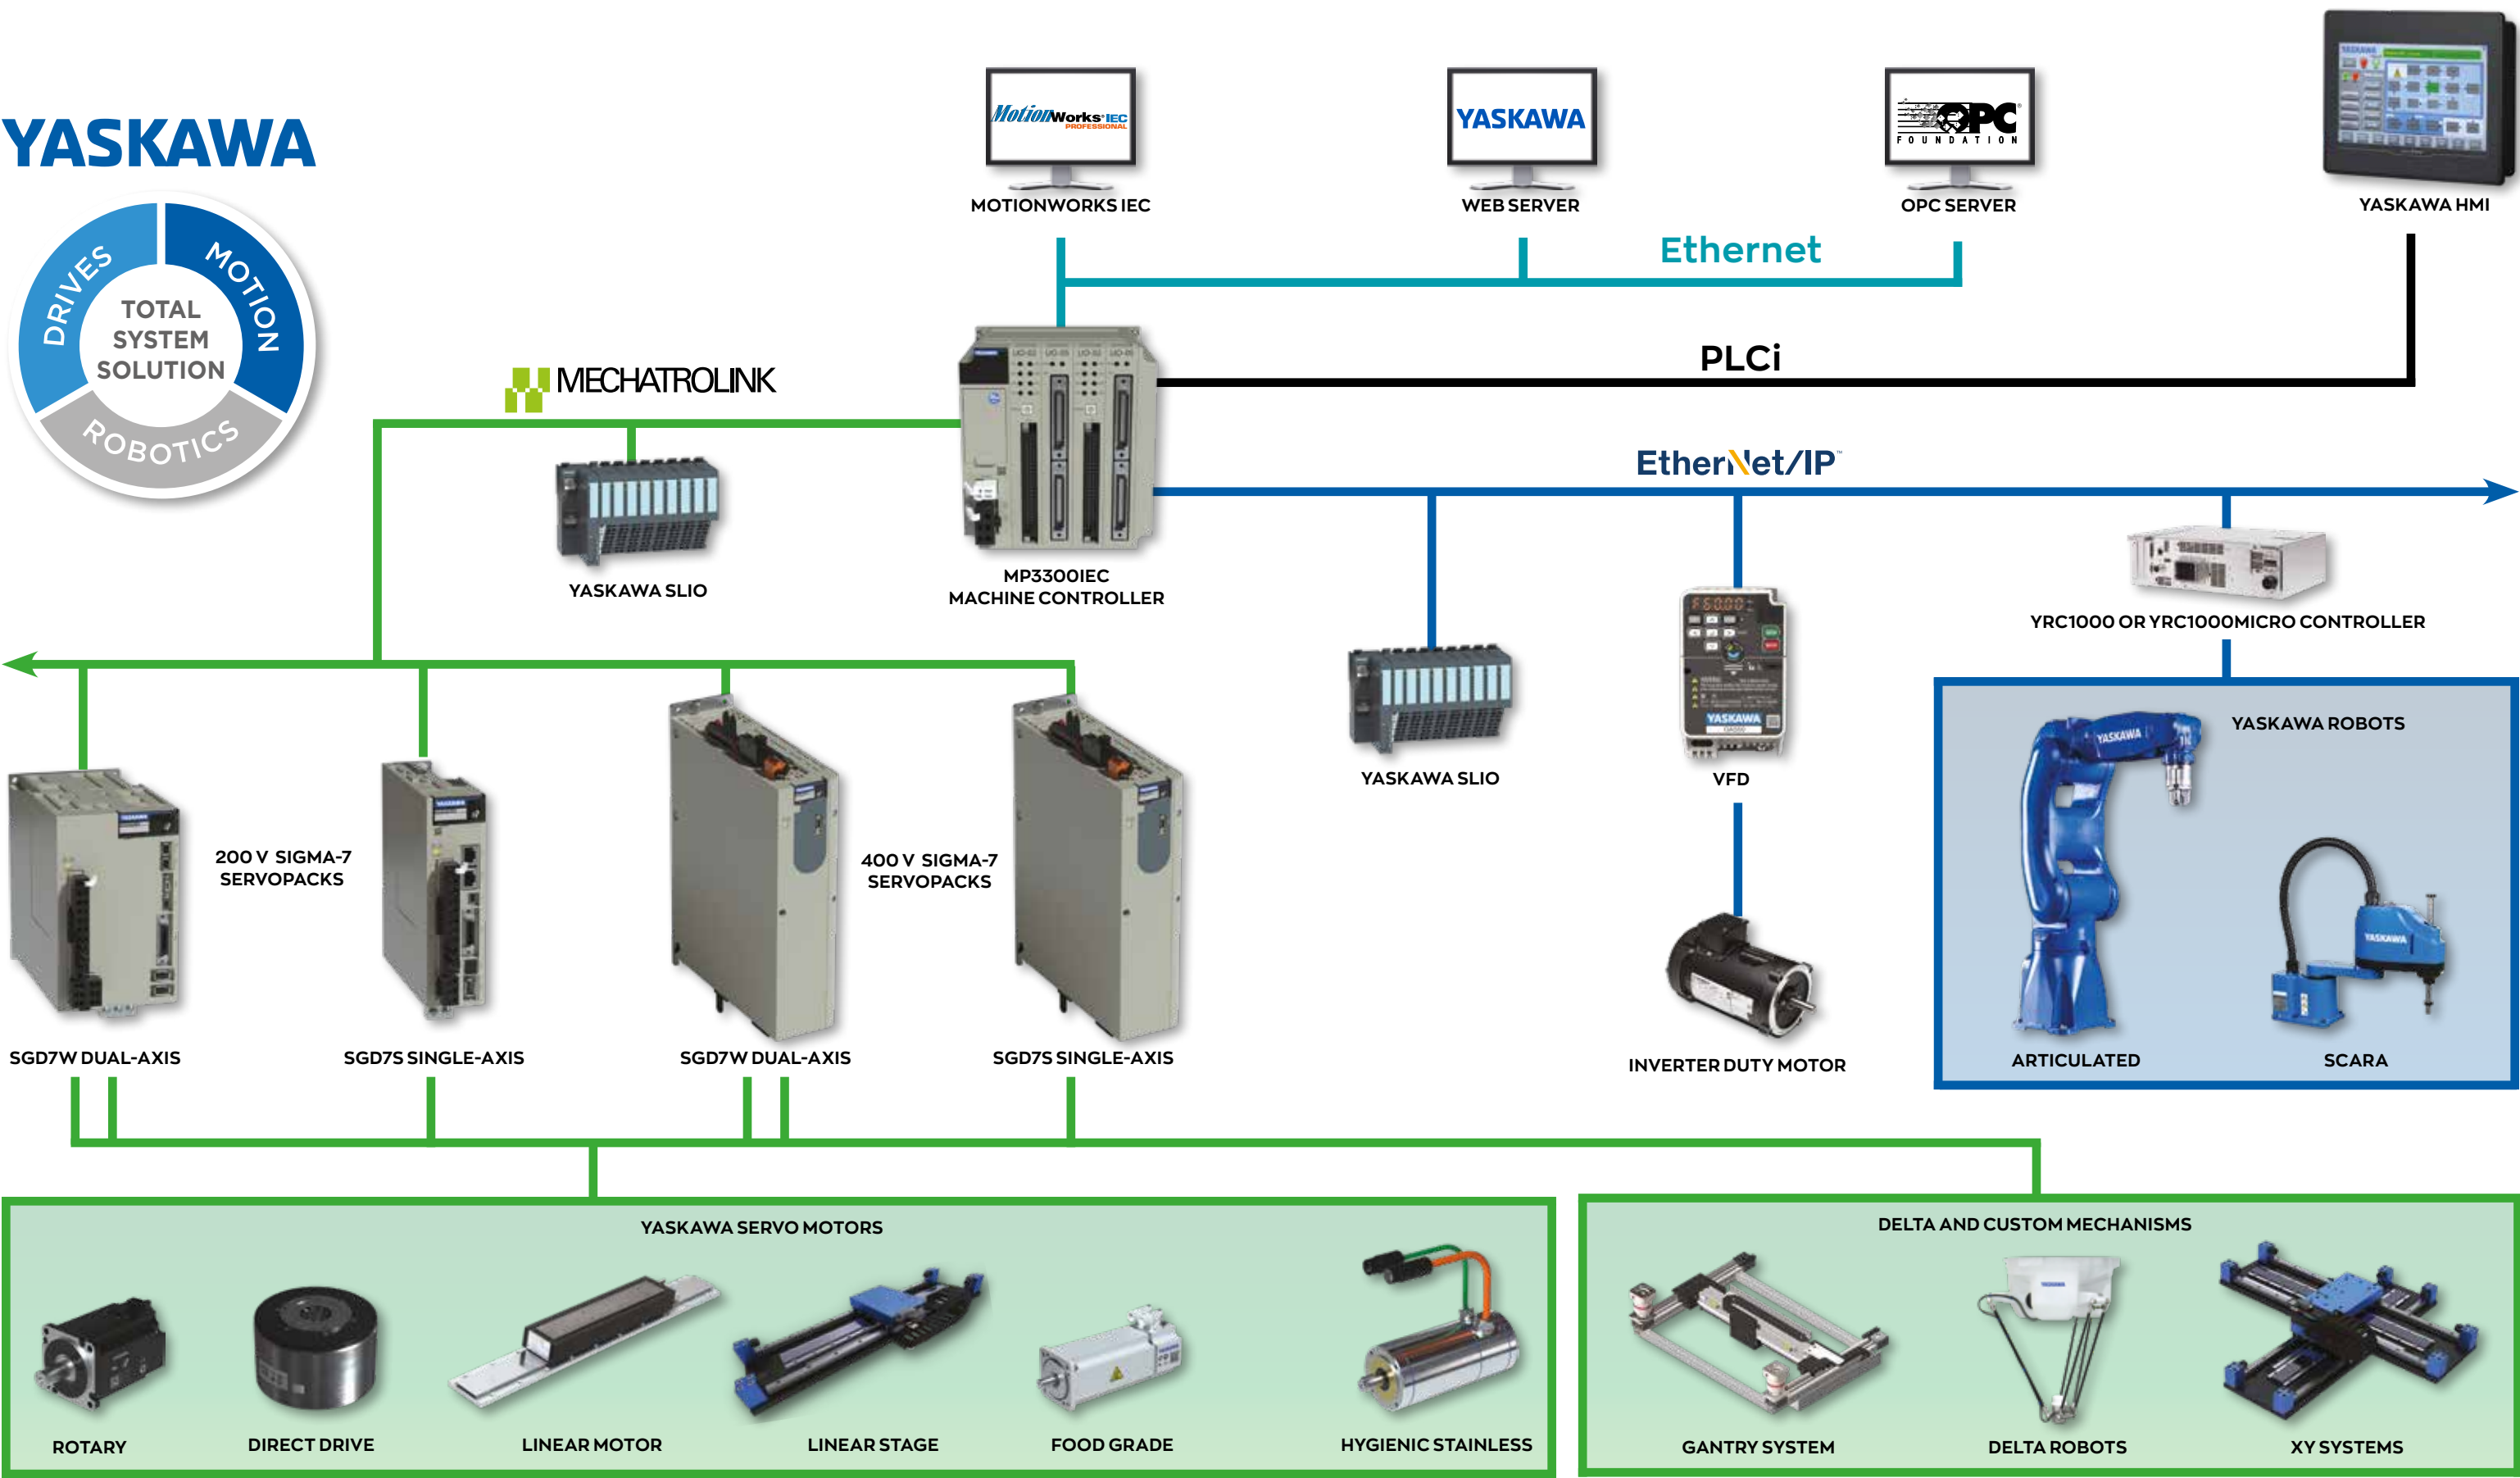 YASKAWA
DRIVES
MOTION
ROBOTICS
TOTAL
SYSTEM
SOLUTION
MotionWorks® IEC
PROFESSIONAL
MOTIONWORKS IEC
YASKAWA
WEB SERVER
OPC
FOUNDATION
OPC SERVER
YASKAWA
YASKAWA HMI
Ethernet
PLCi
MECHATROLINK
EtherNet/IP™
YASKAWA SLIO
MP3300IEC
MACHINE CONTROLLER
YRC1000 OR YRC1000MICRO CONTROLLER
YASKAWA SLIO
YASKAWA
GA500
VFD
YASKAWA ROBOTS
YASKAWA
YASKAWA
ARTICULATED
SCARA
200 V SIGMA-7
SERVOPACKS
400 V SIGMA-7
SERVOPACKS
SGD7W DUAL-AXIS
SGD7S SINGLE-AXIS
SGD7W DUAL-AXIS
SGD7S SINGLE-AXIS
INVERTER DUTY MOTOR
YASKAWA SERVO MOTORS
ROTARY
DIRECT DRIVE
LINEAR MOTOR
LINEAR STAGE
FOOD GRADE
HYGIENIC STAINLESS
DELTA AND CUSTOM MECHANISMS
GANTRY SYSTEM
DELTA ROBOTS
XY SYSTEMS